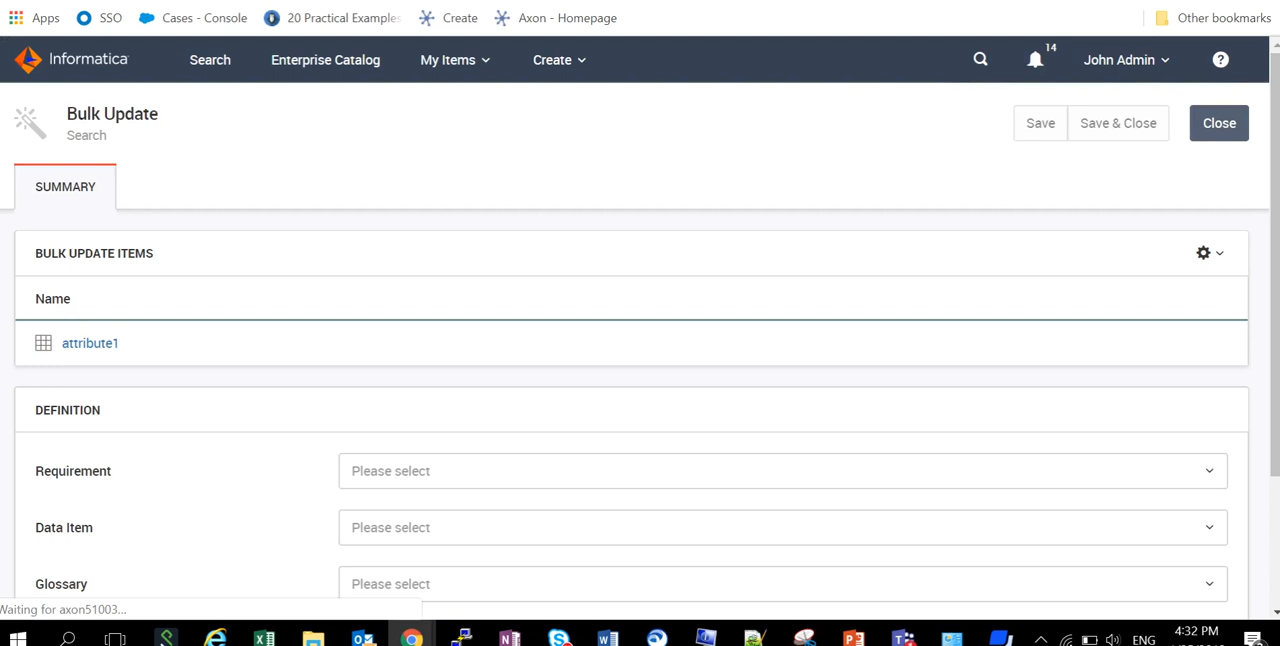 Apps SSO Cases - Console 20 Practical Examples Create Axon - Homepage Other bookmarks
Informatica Search Enterprise Catalog My Items Create 14 John Admin ?
Bulk Update
Search
Save Save & Close Close
SUMMARY
BULK UPDATE ITEMS
Name
attribute1
DEFINITION
Requirement Please select
Data Item Please select
Glossary Please select
Waiting for axon51003...
ENG 4:32 PM